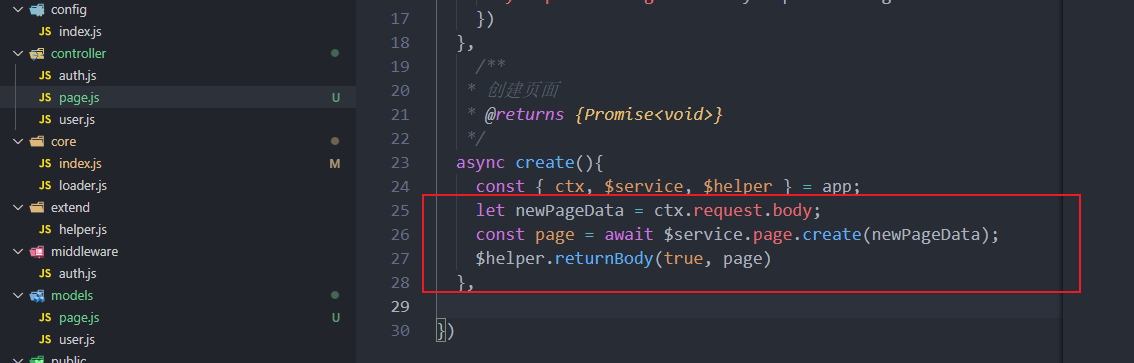 config
JS index.js
controller
JS auth.js
JS page.js U
JS user.js
core
JS index.js M
JS loader.js
extend
JS helper.js
middleware
JS auth.js
models
JS page.js U
JS user.js
public
17 })
18 },
19 /**
20 * 创建页面
21 * @returns {Promise<void>}
22 */
23 async create(){
24 const { ctx, $service, $helper } = app;
25 let newPageData = ctx.request.body;
26 const page = await $service.page.create(newPageData);
27 $helper.returnBody(true, page)
28 },
29
30 })